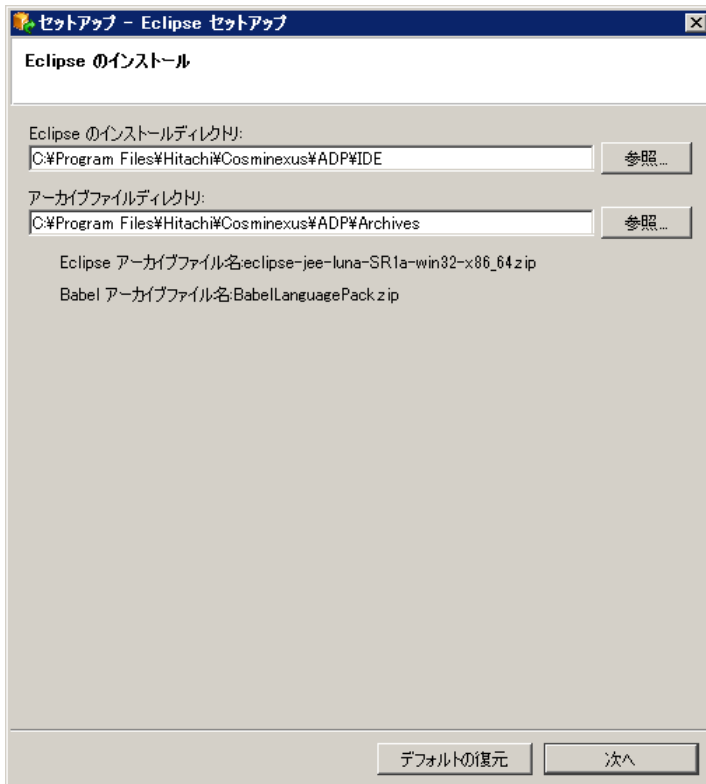 セットアップ - Eclipse セットアップ
Eclipse のインストール
Eclipse のインストールディレクトリ:
C:¥Program Files¥Hitachi¥Cosminexus¥ADP¥IDE
参照...
アーカイブファイルディレクトリ:
C:¥Program Files¥Hitachi¥Cosminexus¥ADP¥Archives
参照...
Eclipse アーカイブファイル名:eclipse-jee-luna-SR1a-win32-x86_64.zip
Babel アーカイブファイル名:BabelLanguagePack.zip
デフォルトの復元
次へ